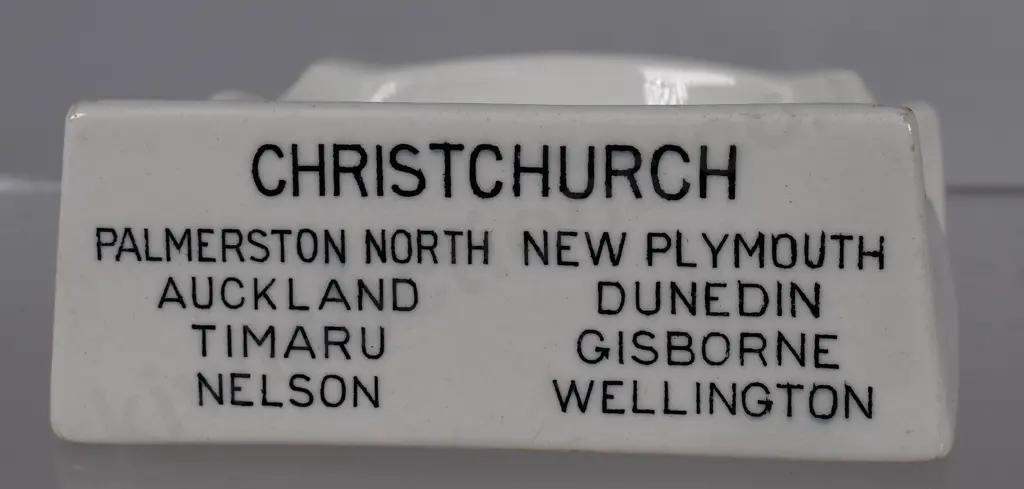 CHRISTCHURCH
PALMERSTON NORTH NEW PLYMOUTH
AUCKLAND DUNEDIN
TIMARU GISBORNE
NELSON WELLINGTON